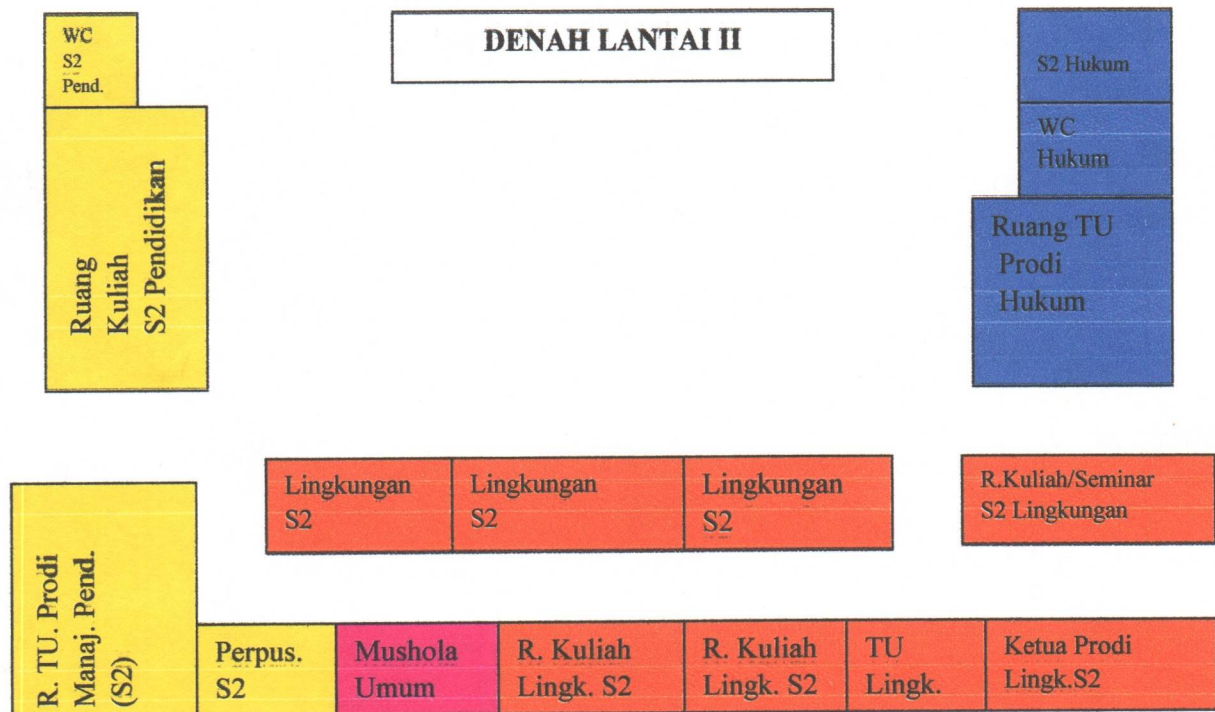 WC
S2
Pend.
DENAH LANTAI II
S2 Hukum
WC
Hukum
Ruang
Kuliah
S2 Pendidikan
Ruang TU
Prodi
Hukum
Lingkungan
S2
Lingkungan
S2
Lingkungan
S2
R.Kuliah/Seminar
S2 Lingkungan
R. TU. Prodi
Manaj. Pend.
(S2)
Perpus.
S2
Mushola
Umum
R. Kuliah
Lingk. S2
R. Kuliah
Lingk. S2
TU
Lingk.
Ketua Prodi
Lingk.S2